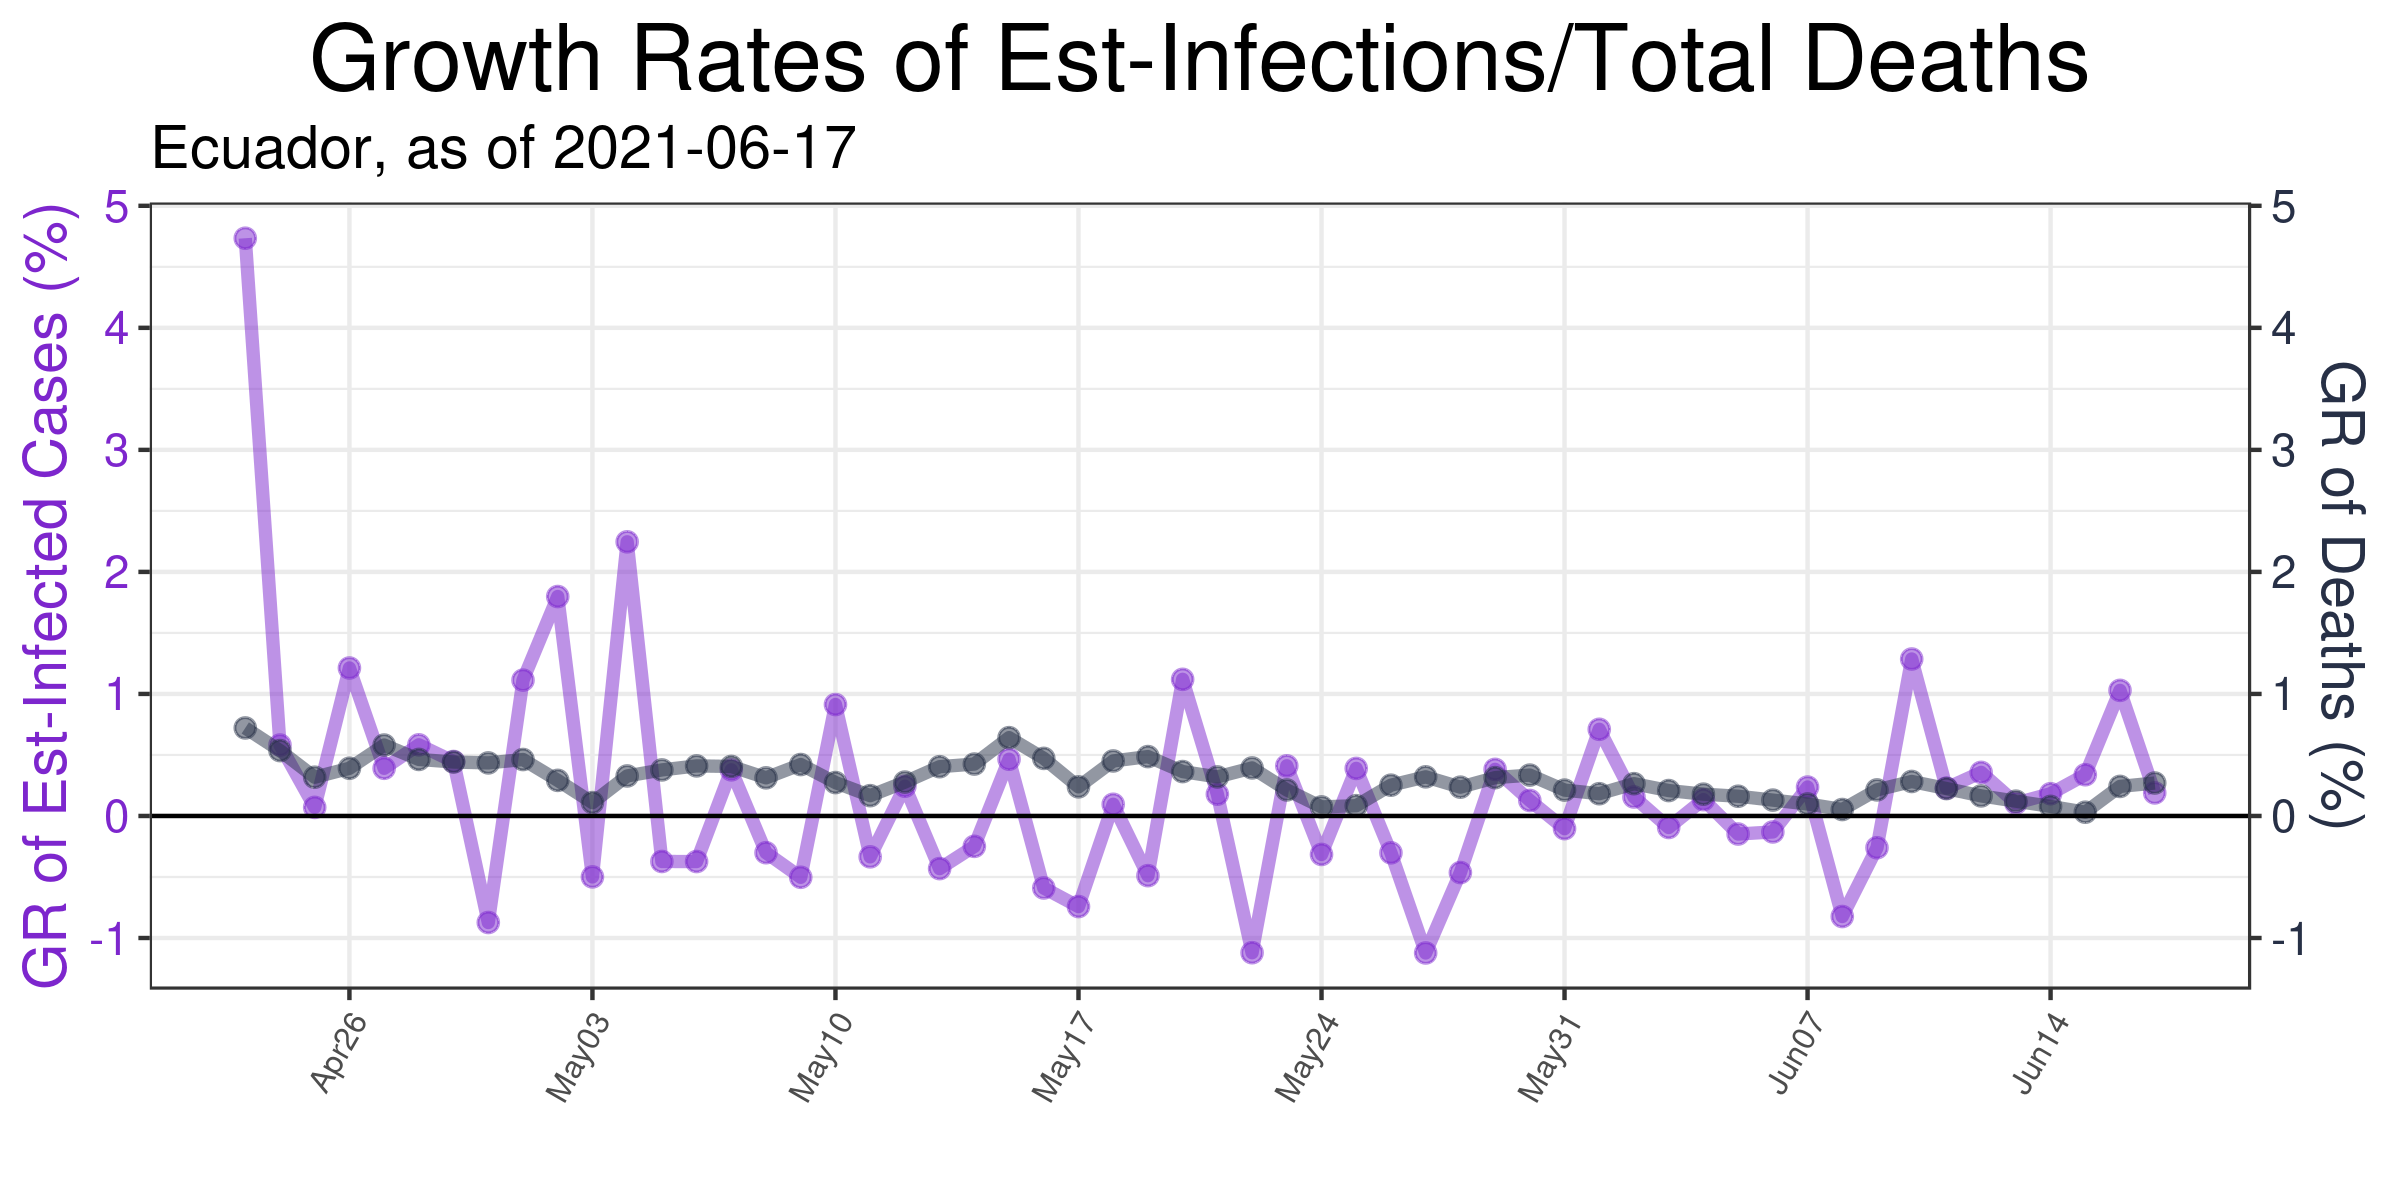 Growth Rates of Est-Infections/Total Deaths
Ecuador, as of 2021-06-17
GR of Est-Infected Cases (%)
5
4
3
2
1
0
-1
5
4
3
2
1
0
-1
GR of Deaths (%)
Apr26
May03
May10
May17
May24
May31
Jun07
Jun14